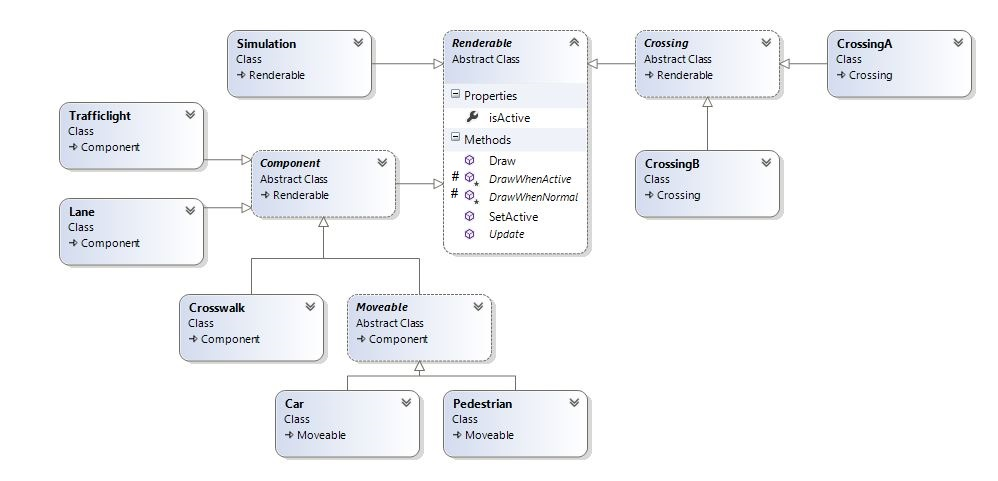 Simulation
Class
Renderable
Renderable
Abstract Class
Properties
isActive
Methods
Draw
# DrawWhenActive
# DrawWhenNormal
SetActive
Update
Crossing
Abstract Class
Renderable
CrossingA
Class
Crossing
Trafficlight
Class
Component
Component
Abstract Class
Renderable
CrossingB
Class
Crossing
Lane
Class
Component
Crosswalk
Class
Component
Moveable
Abstract Class
Component
Car
Class
Moveable
Pedestrian
Class
Moveable